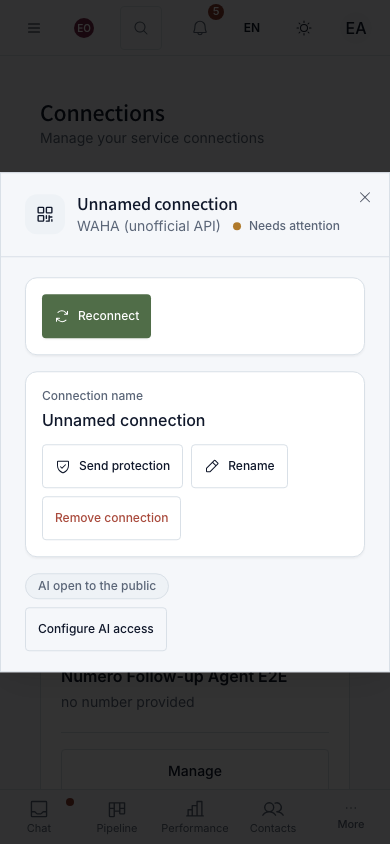 EO
5
EN
EA
Connections
Manage your service connections
Unnamed connection
WAHA (unofficial API) Needs attention
Reconnect
Connection name
Unnamed connection
Send protection
Rename
Remove connection
AI open to the public
Configure AI access
Numero Follow-up Agent E2E
no number provided
Manage
Chat
Pipeline
Performance
Contacts
More